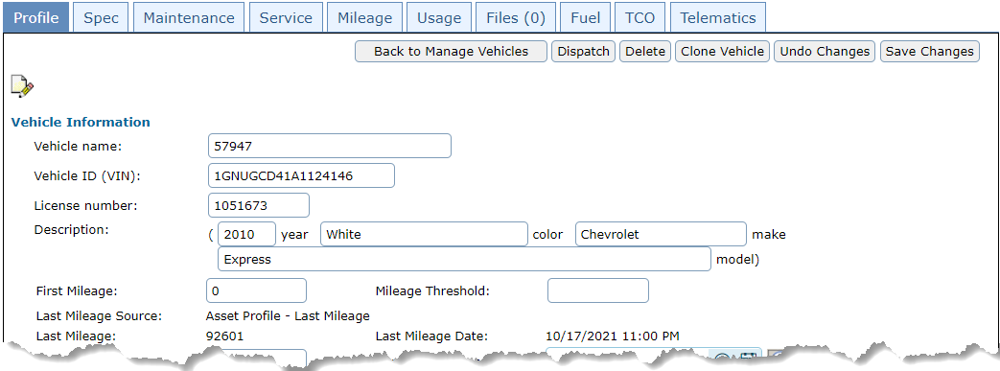 Profile Spec Maintenance Service Mileage Usage Files (0) Fuel TCO Telematics
Back to Manage Vehicles Dispatch Delete Clone Vehicle Undo Changes Save Changes
Vehicle Information
Vehicle name: 57947
Vehicle ID (VIN): 1GNUGCD41A1124146
License number: 1051673
Description: ( 2010 year White color Chevrolet make
Express model)
First Mileage: 0 Mileage Threshold:
Last Mileage Source: Asset Profile - Last Mileage
Last Mileage: 92601 Last Mileage Date: 10/17/2021 11:00 PM